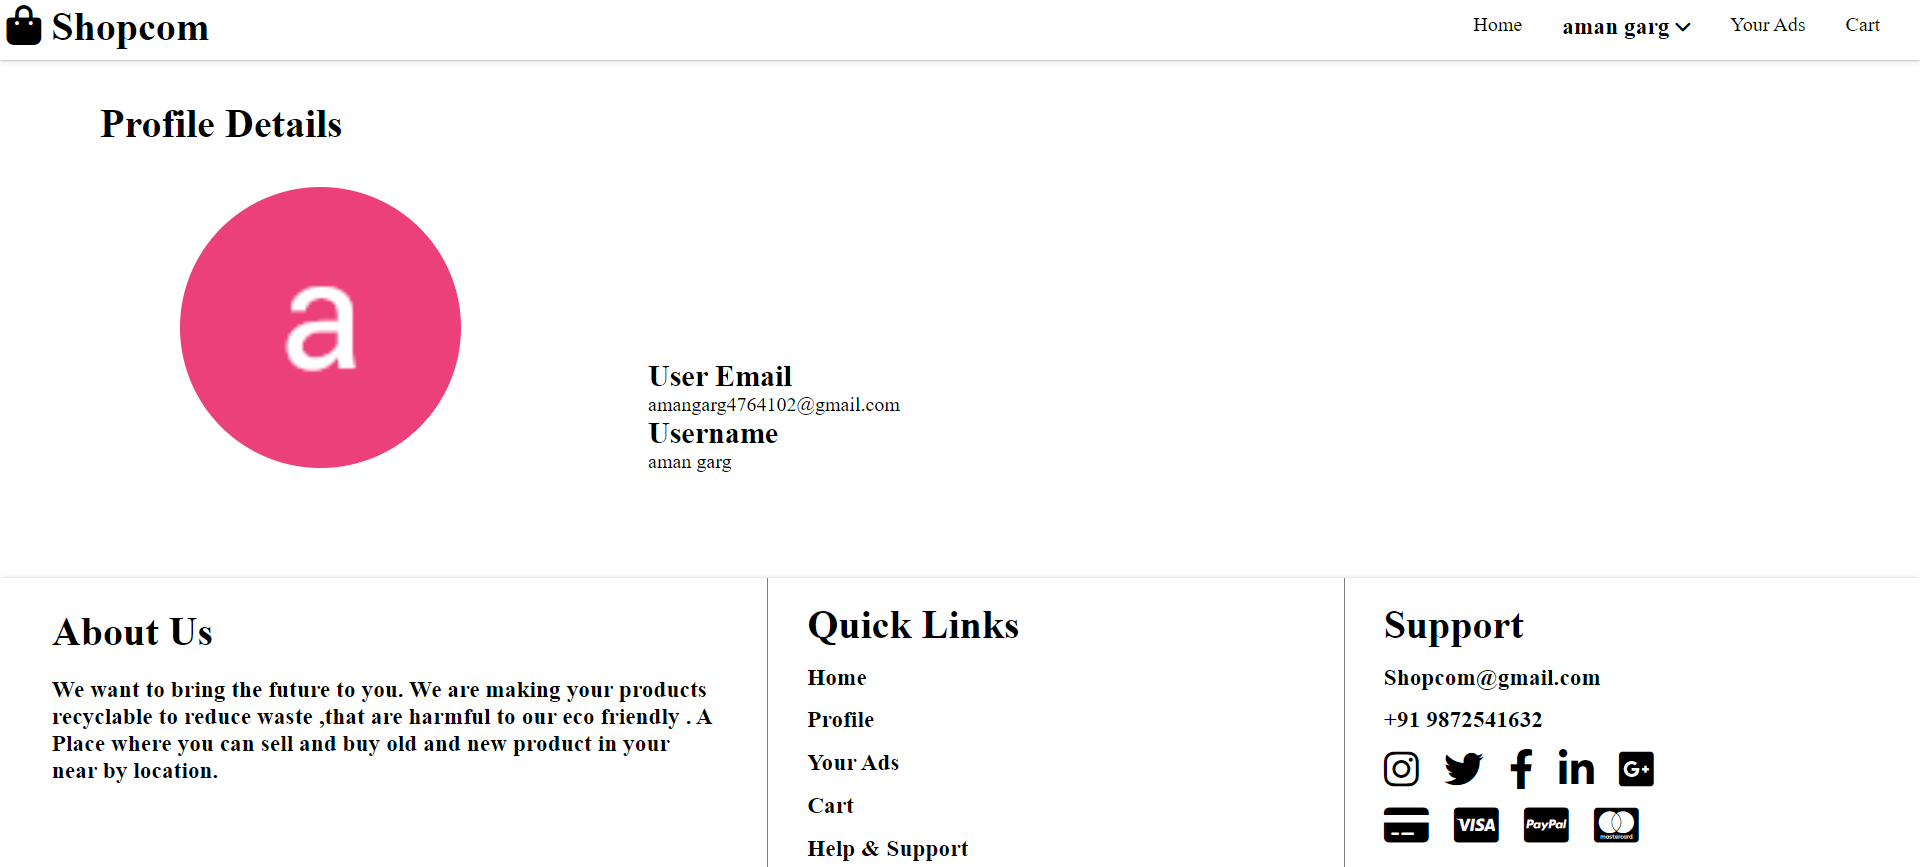 Shopcom
Home
aman garg
Your Ads
Cart
Profile Details
a
User Email
amangarg4764102@gmail.com
Username
aman garg
About Us
We want to bring the future to you. We are making your products
recyclable to reduce waste ,that are harmful to our eco friendly . A
Place where you can sell and buy old and new product in your
near by location.
Quick Links
Home
Profile
Your Ads
Cart
Help & Support
Support
Shopcom@gmail.com
+91 9872541632
in
G+
VISA
PayPal
mastercard